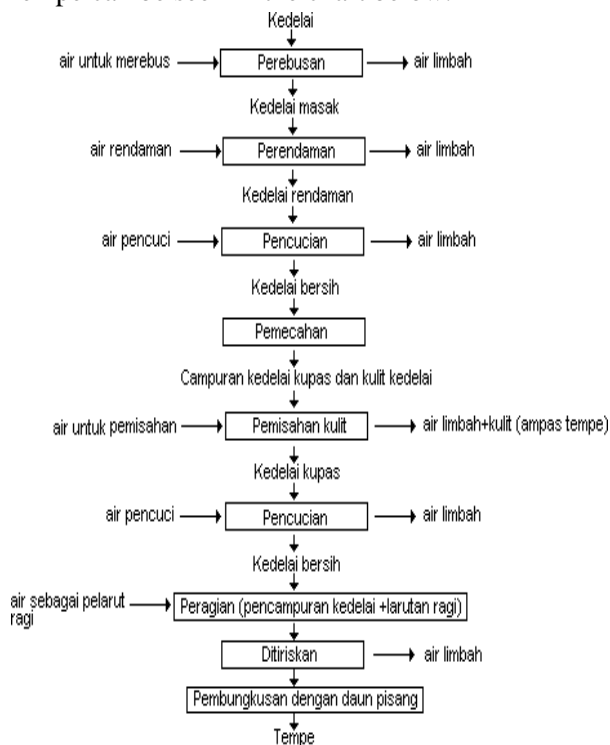 Kedelai
air untuk merebus
Perebusan
air limbah
Kedelai masak
air rendaman
Perendaman
air limbah
Kedelai rendaman
air pencuci
Pencucian
air limbah
Kedelai bersih
Pemecahan
Campuran kedelai kupas dan kulit kedelai
air untuk pemisahan
Pemisahan kulit
air limbah+kulit (ampas tempe)
Kedelai kupas
air pencuci
Pencucian
air limbah
Kedelai bersih
air sebagai pelarut
ragi
Peragian (pencampuran kedelai +larutan ragi)
Ditiriskan
air limbah
Pembungkusan dengan daun pisang
Tempe